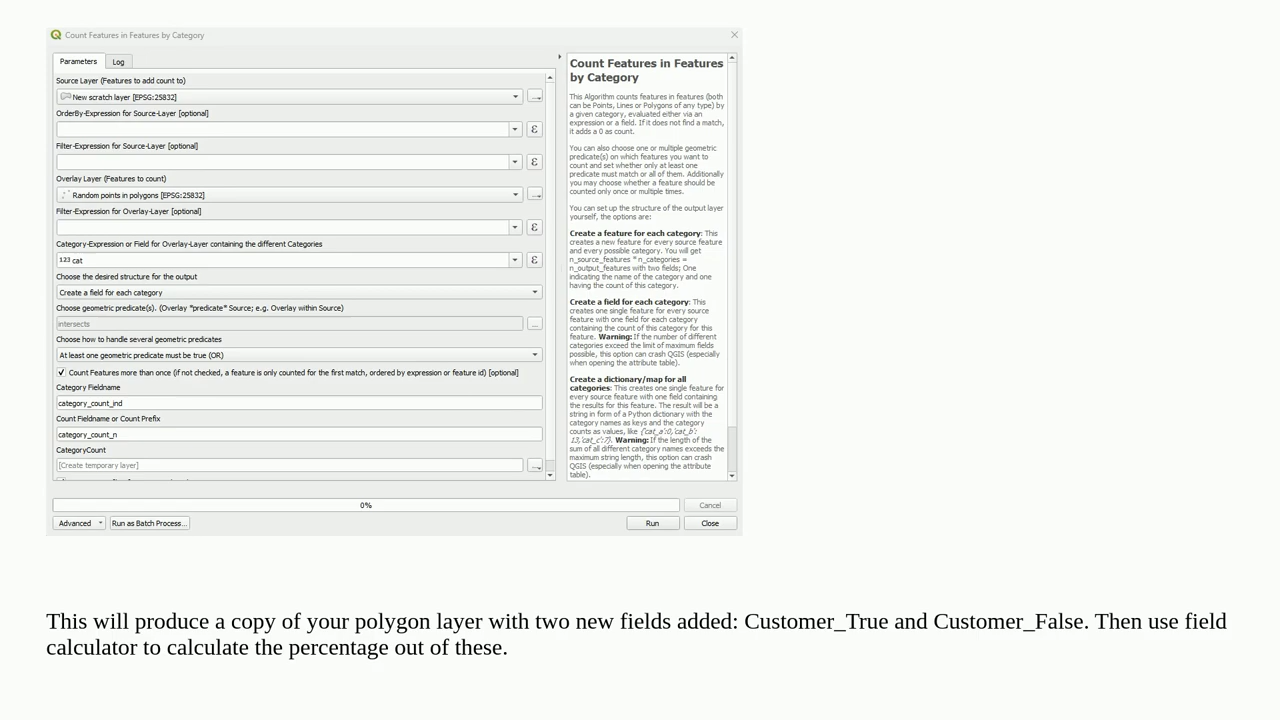 Count Features in Features by Category
Parameters
Log
Source Layer (Features to add count to)
New scratch layer [EPSG:25832]
...
OrderBy-Expression for Source-Layer [optional]
ε
Filter-Expression for Source-Layer [optional]
ε
Overlay Layer (Features to count)
Random points in polygons [EPSG:25832]
...
Filter-Expression for Overlay-Layer [optional]
ε
Category-Expression or Field for Overlay-Layer containing the different Categories
123 cat
ε
Choose the desired structure for the output
Create a field for each category
Choose geometric predicate(s). (Overlay *predicate* Source; e.g. Overlay within Source)
intersects
...
Choose how to handle several geometric predicates
At least one geometric predicate must be true (OR)
Count Features more than once (if not checked, a feature is only counted for the first match, ordered by expression or feature id) [optional]
Category Fieldname
category_count_ind
Count Fieldname or Count Prefix
category_count_n
CategoryCount
[Create temporary layer]
...
Count Features in Features
by Category
This Algorithm counts features in features (both
can be Points, Lines or Polygons of any type) by
a given category, evaluated either via an
expression or a field. If it does not find a match,
it adds a 0 as count.
You can also choose one or multiple geometric
predicate(s) on which features you want to
count and set whether only at least one
predicate must match or all of them. Additionally
you may choose whether a feature should be
counted only once or multiple times.
You can set up the structure of the output layer
yourself, the options are:
Create a feature for each category: This
creates a new feature for every source feature
and every possible category. You will get
n_source_features * n_categories =
n_output_features with two fields; One
indicating the name of the category and one
having the count of this category.
Create a field for each category: This
creates one single feature for every source
feature with one field for each category
containing the count of this category for this
feature. Warning: If the number of different
categories exceed the limit of maximum fields
possible, this option can crash QGIS (especially
when opening the attribute table).
Create a dictionary/map for all
categories: This creates one single feature for
every source feature with one field containing
the results for this feature. The result will be a
string in form of a Python dictionary with the
category names as keys and the category
counts as values, like {'cat_a':0,'cat_b':
13,'cat_c':7}. Warning: If the length of the
sum of all different category names exceeds the
maximum string length, this option can crash
QGIS (especially when opening the attribute
table).
0%
Cancel
Advanced
Run as Batch Process...
Run
Close
This will produce a copy of your polygon layer with two new fields added: Customer_True and Customer_False. Then use field
calculator to calculate the percentage out of these.